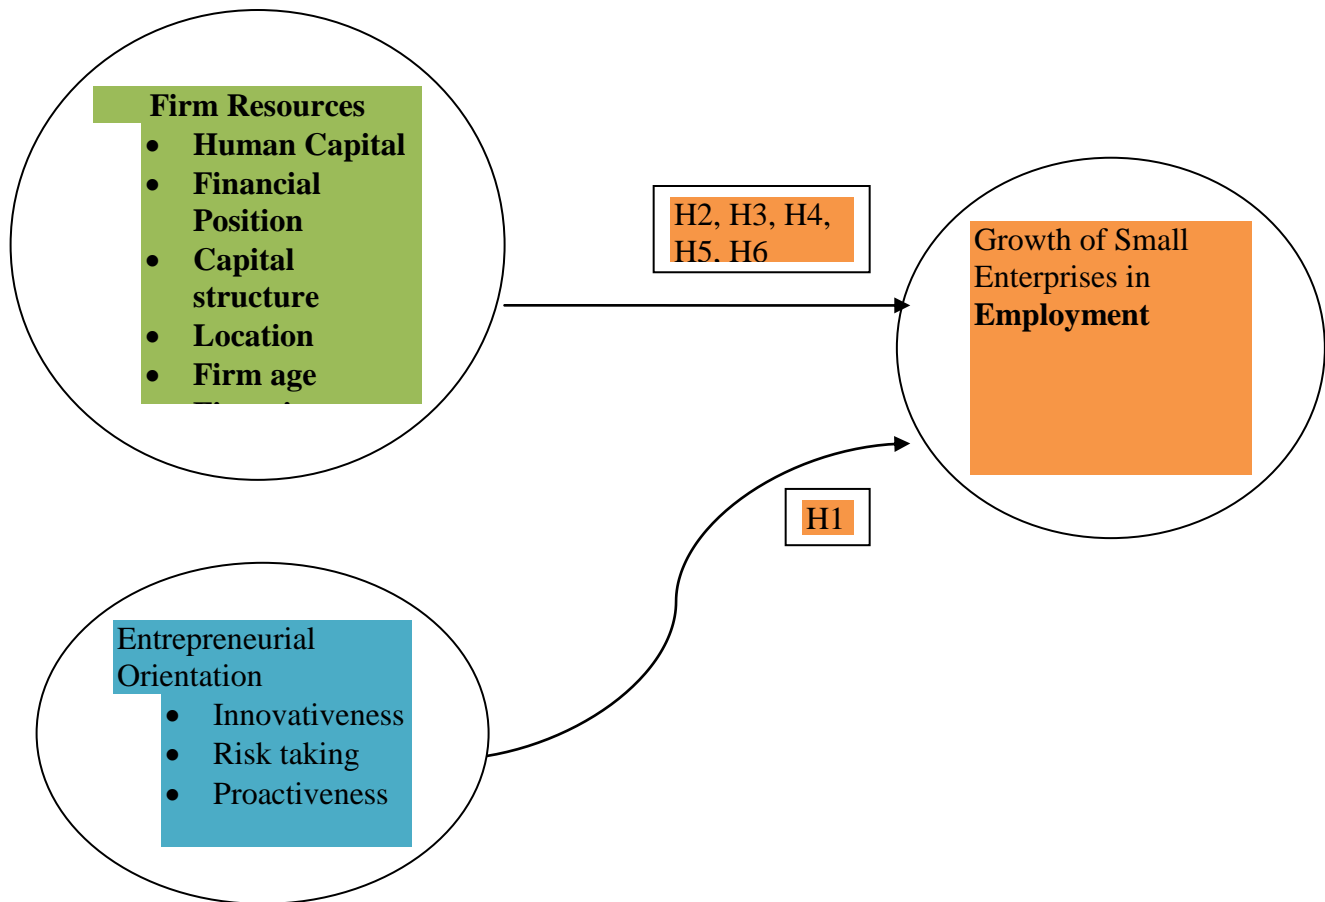 Firm Resources
• Human Capital
• Financial
Position
• Capital
structure
• Location
• Firm age
H2, H3, H4,
H5, H6
Growth of Small
Enterprises in
Employment
H1
Entrepreneurial
Orientation
• Innovativeness
• Risk taking
• Proactiveness